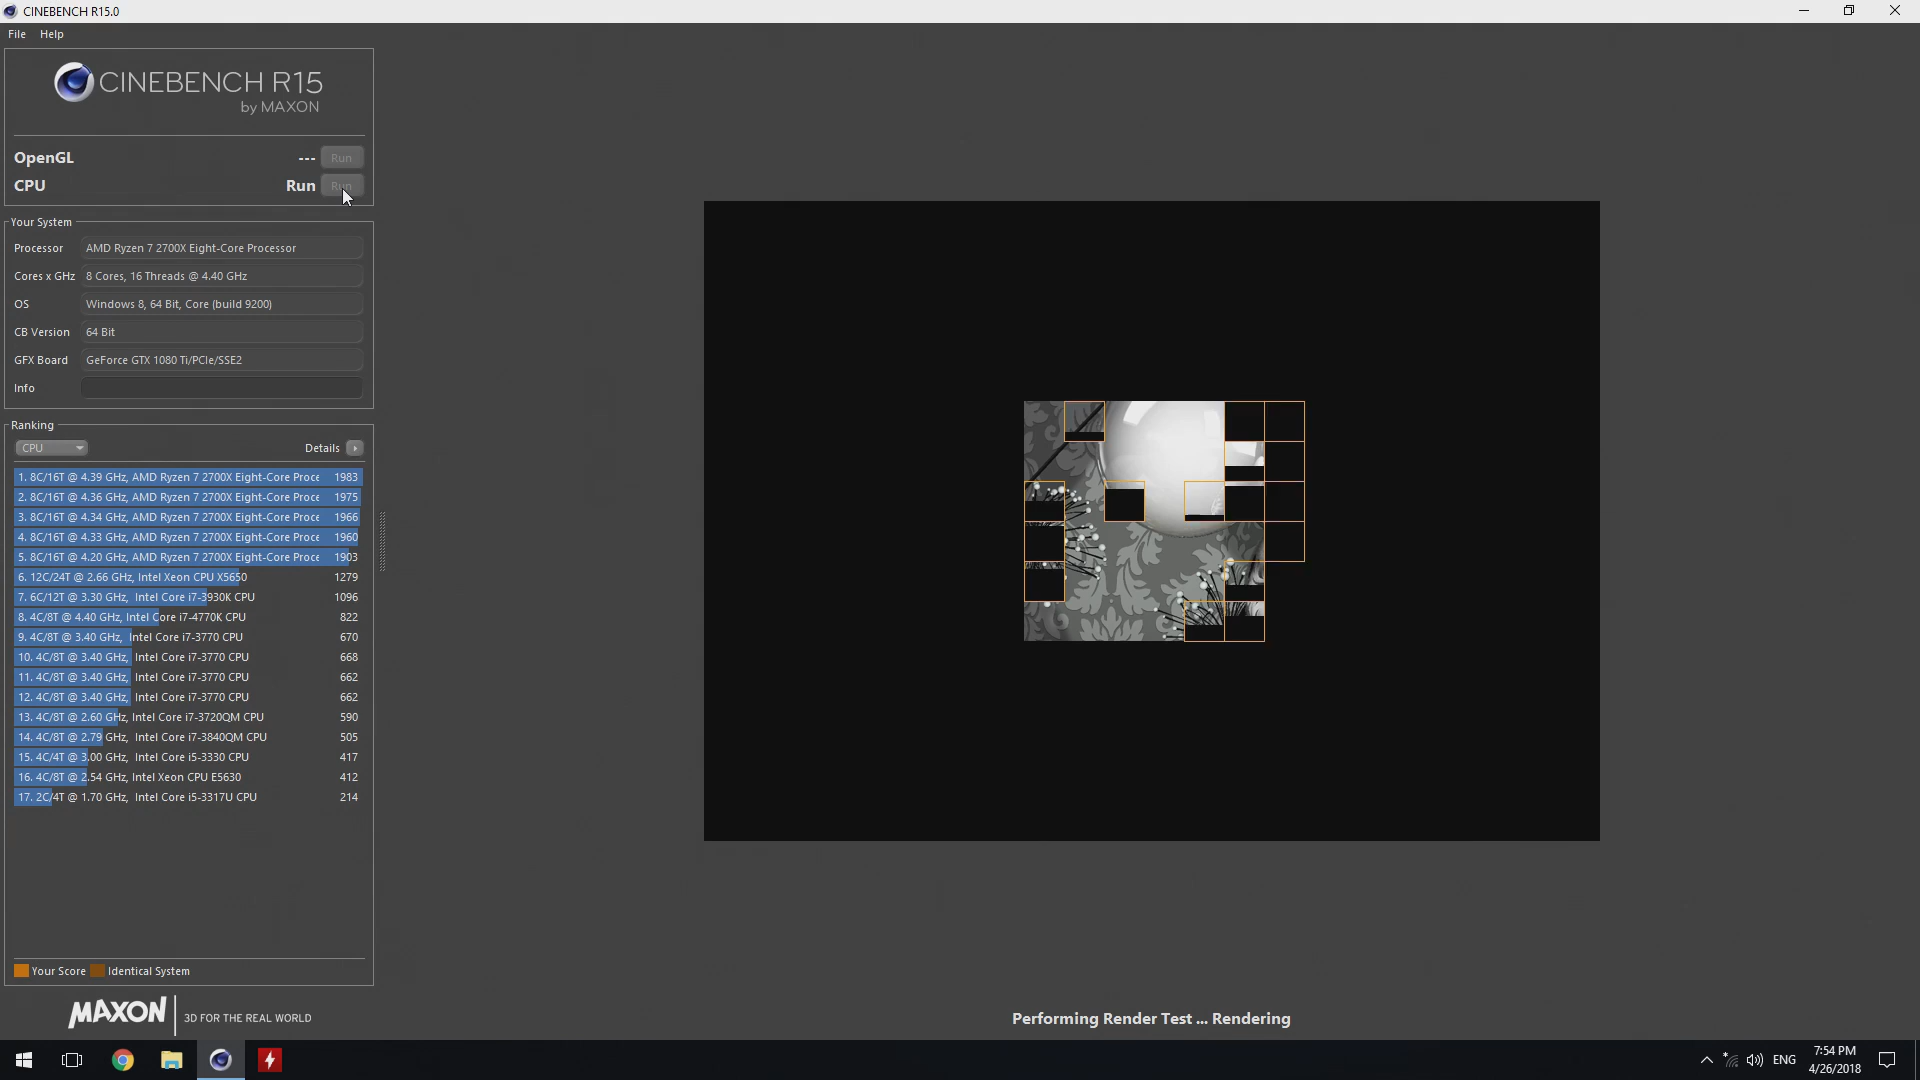 CINEBENCH R15.0
File Help
CINEBENCH R15
by MAXON
OpenGL --- Run
CPU Run Run
Your System
Processor AMD Ryzen 7 2700X Eight-Core Processor
Cores x GHz 8 Cores, 16 Threads @ 4.40 GHz
OS Windows 8, 64 Bit, Core (build 9200)
CB Version 64 Bit
GFX Board GeForce GTX 1080 Ti/PCIe/SSE2
Info
Ranking
CPU Details
1. 8C/16T @ 4.39 GHz, AMD Ryzen 7 2700X Eight-Core Proce 1983
2. 8C/16T @ 4.36 GHz, AMD Ryzen 7 2700X Eight-Core Proce 1975
3. 8C/16T @ 4.34 GHz, AMD Ryzen 7 2700X Eight-Core Proce 1966
4. 8C/16T @ 4.33 GHz, AMD Ryzen 7 2700X Eight-Core Proce 1960
5. 8C/16T @ 4.20 GHz, AMD Ryzen 7 2700X Eight-Core Proce 1903
6. 12C/24T @ 2.66 GHz, Intel Xeon CPU X5650 1279
7. 6C/12T @ 3.30 GHz, Intel Core i7-3930K CPU 1096
8. 4C/8T @ 4.40 GHz, Intel Core i7-4770K CPU 822
9. 4C/8T @ 3.40 GHz, Intel Core i7-3770 CPU 670
10. 4C/8T @ 3.40 GHz, Intel Core i7-3770 CPU 668
11. 4C/8T @ 3.40 GHz, Intel Core i7-3770 CPU 662
12. 4C/8T @ 3.40 GHz, Intel Core i7-3770 CPU 662
13. 4C/8T @ 2.60 GHz, Intel Core i7-3720QM CPU 590
14. 4C/8T @ 2.79 GHz, Intel Core i7-3840QM CPU 505
15. 4C/4T @ 3.00 GHz, Intel Core i5-3330 CPU 417
16. 4C/8T @ 2.54 GHz, Intel Xeon CPU E5630 412
17. 2C/4T @ 1.70 GHz, Intel Core i5-3317U CPU 214
Your Score Identical System
MAXON 3D FOR THE REAL WORLD
Performing Render Test ... Rendering
ENG 7:54 PM
4/26/2018